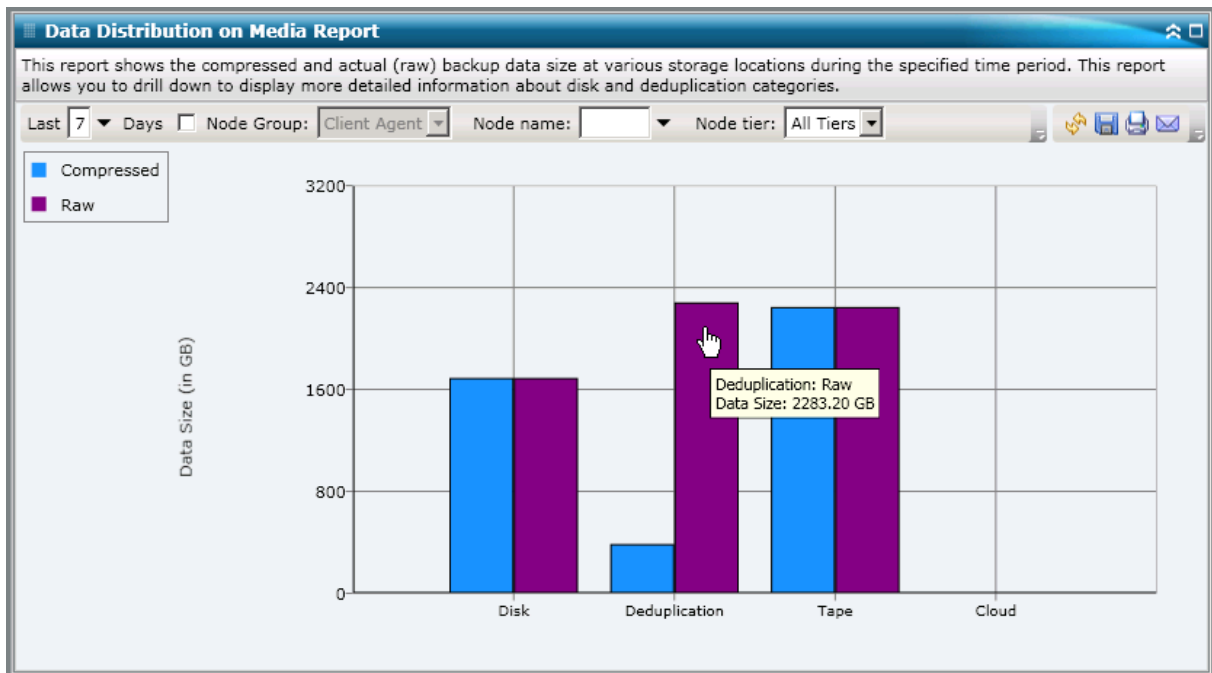 Data Distribution on Media Report
This report shows the compressed and actual (raw) backup data size at various storage locations during the specified time period. This report
allows you to drill down to display more detailed information about disk and deduplication categories.
Last 7 Days Node Group: Client Agent Node name: Node tier: All Tiers
Compressed
Raw
3200
2400
1600
800
0
Data Size (in GB)
Deduplication: Raw
Data Size: 2283.20 GB
Disk Deduplication Tape Cloud